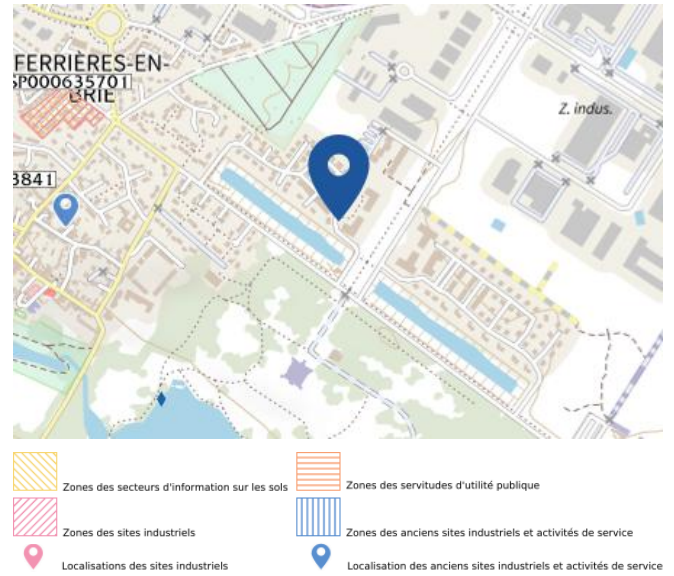 FERRIÈRES-EN-
SP000635701
BRIE
Z. indus.
3841
Zones des secteurs d'information sur les sols
Zones des servitudes d'utilité publique
Zones des sites industriels
Zones des anciens sites industriels et activités de service
Localisations des sites industriels
Localisation des anciens sites industriels et activités de service